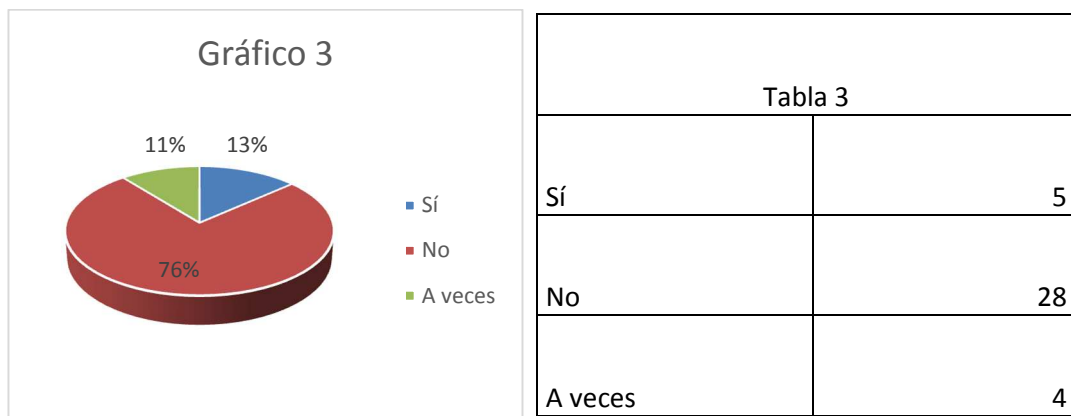 Gráfico 3
11% 13%
76%
Sí
No
A veces
Tabla 3
Sí 5
No 28
A veces 4